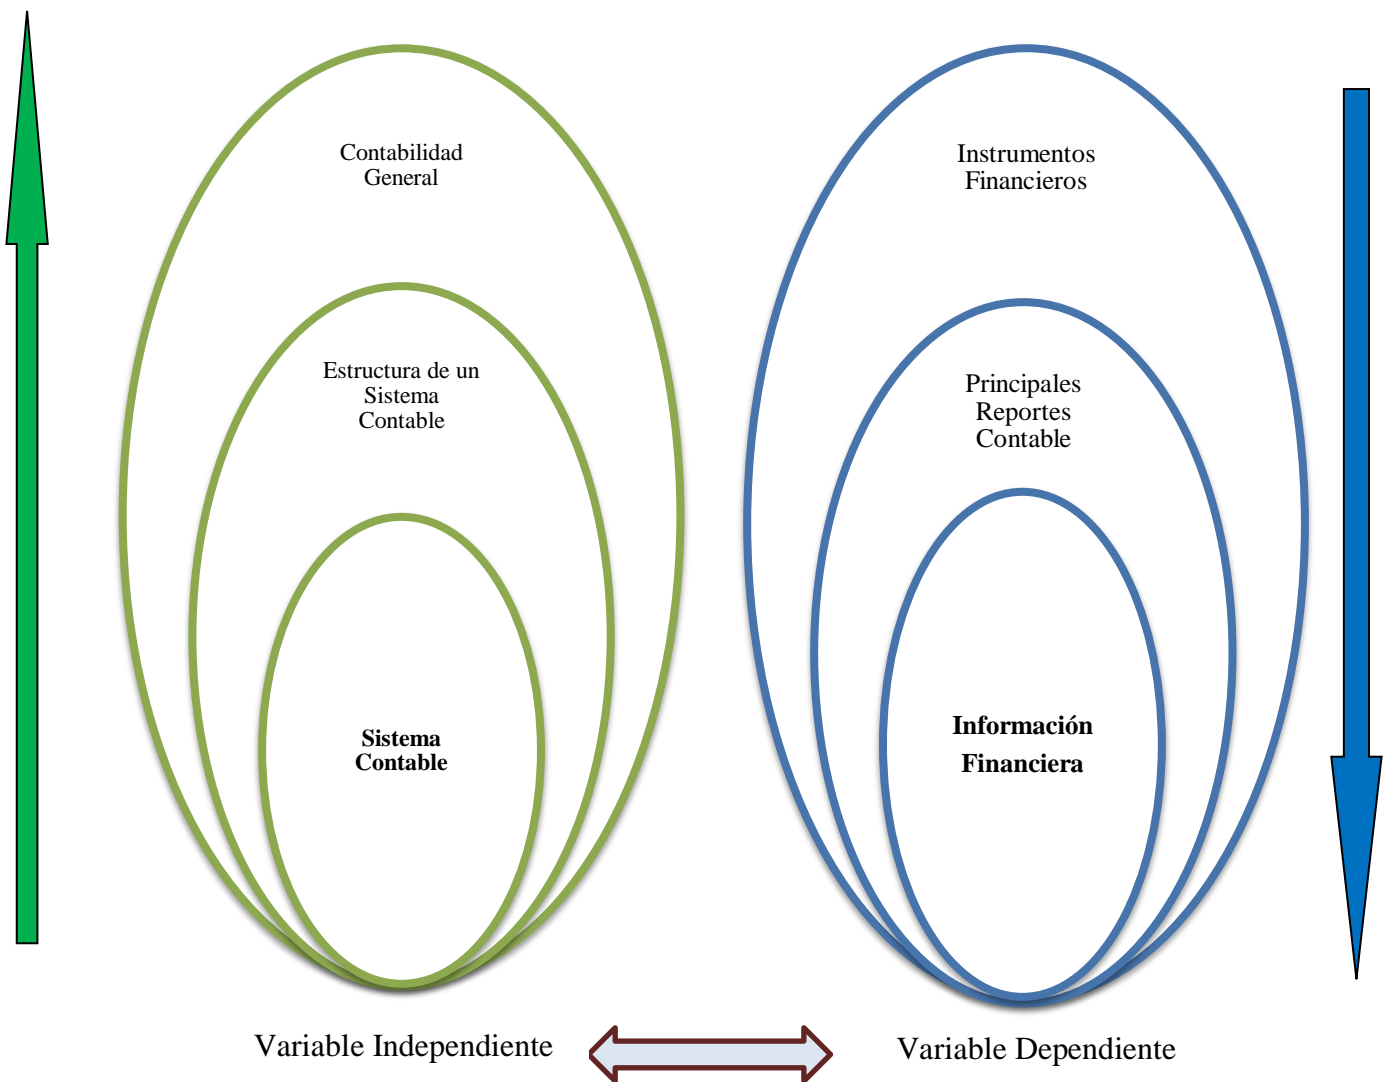 Contabilidad
General
Estructura de un
Sistema
Contable
Sistema
Contable
Instrumentos
Financieros
Principales
Reportes
Contable
Información
Financiera
Variable Independiente
Variable Dependiente